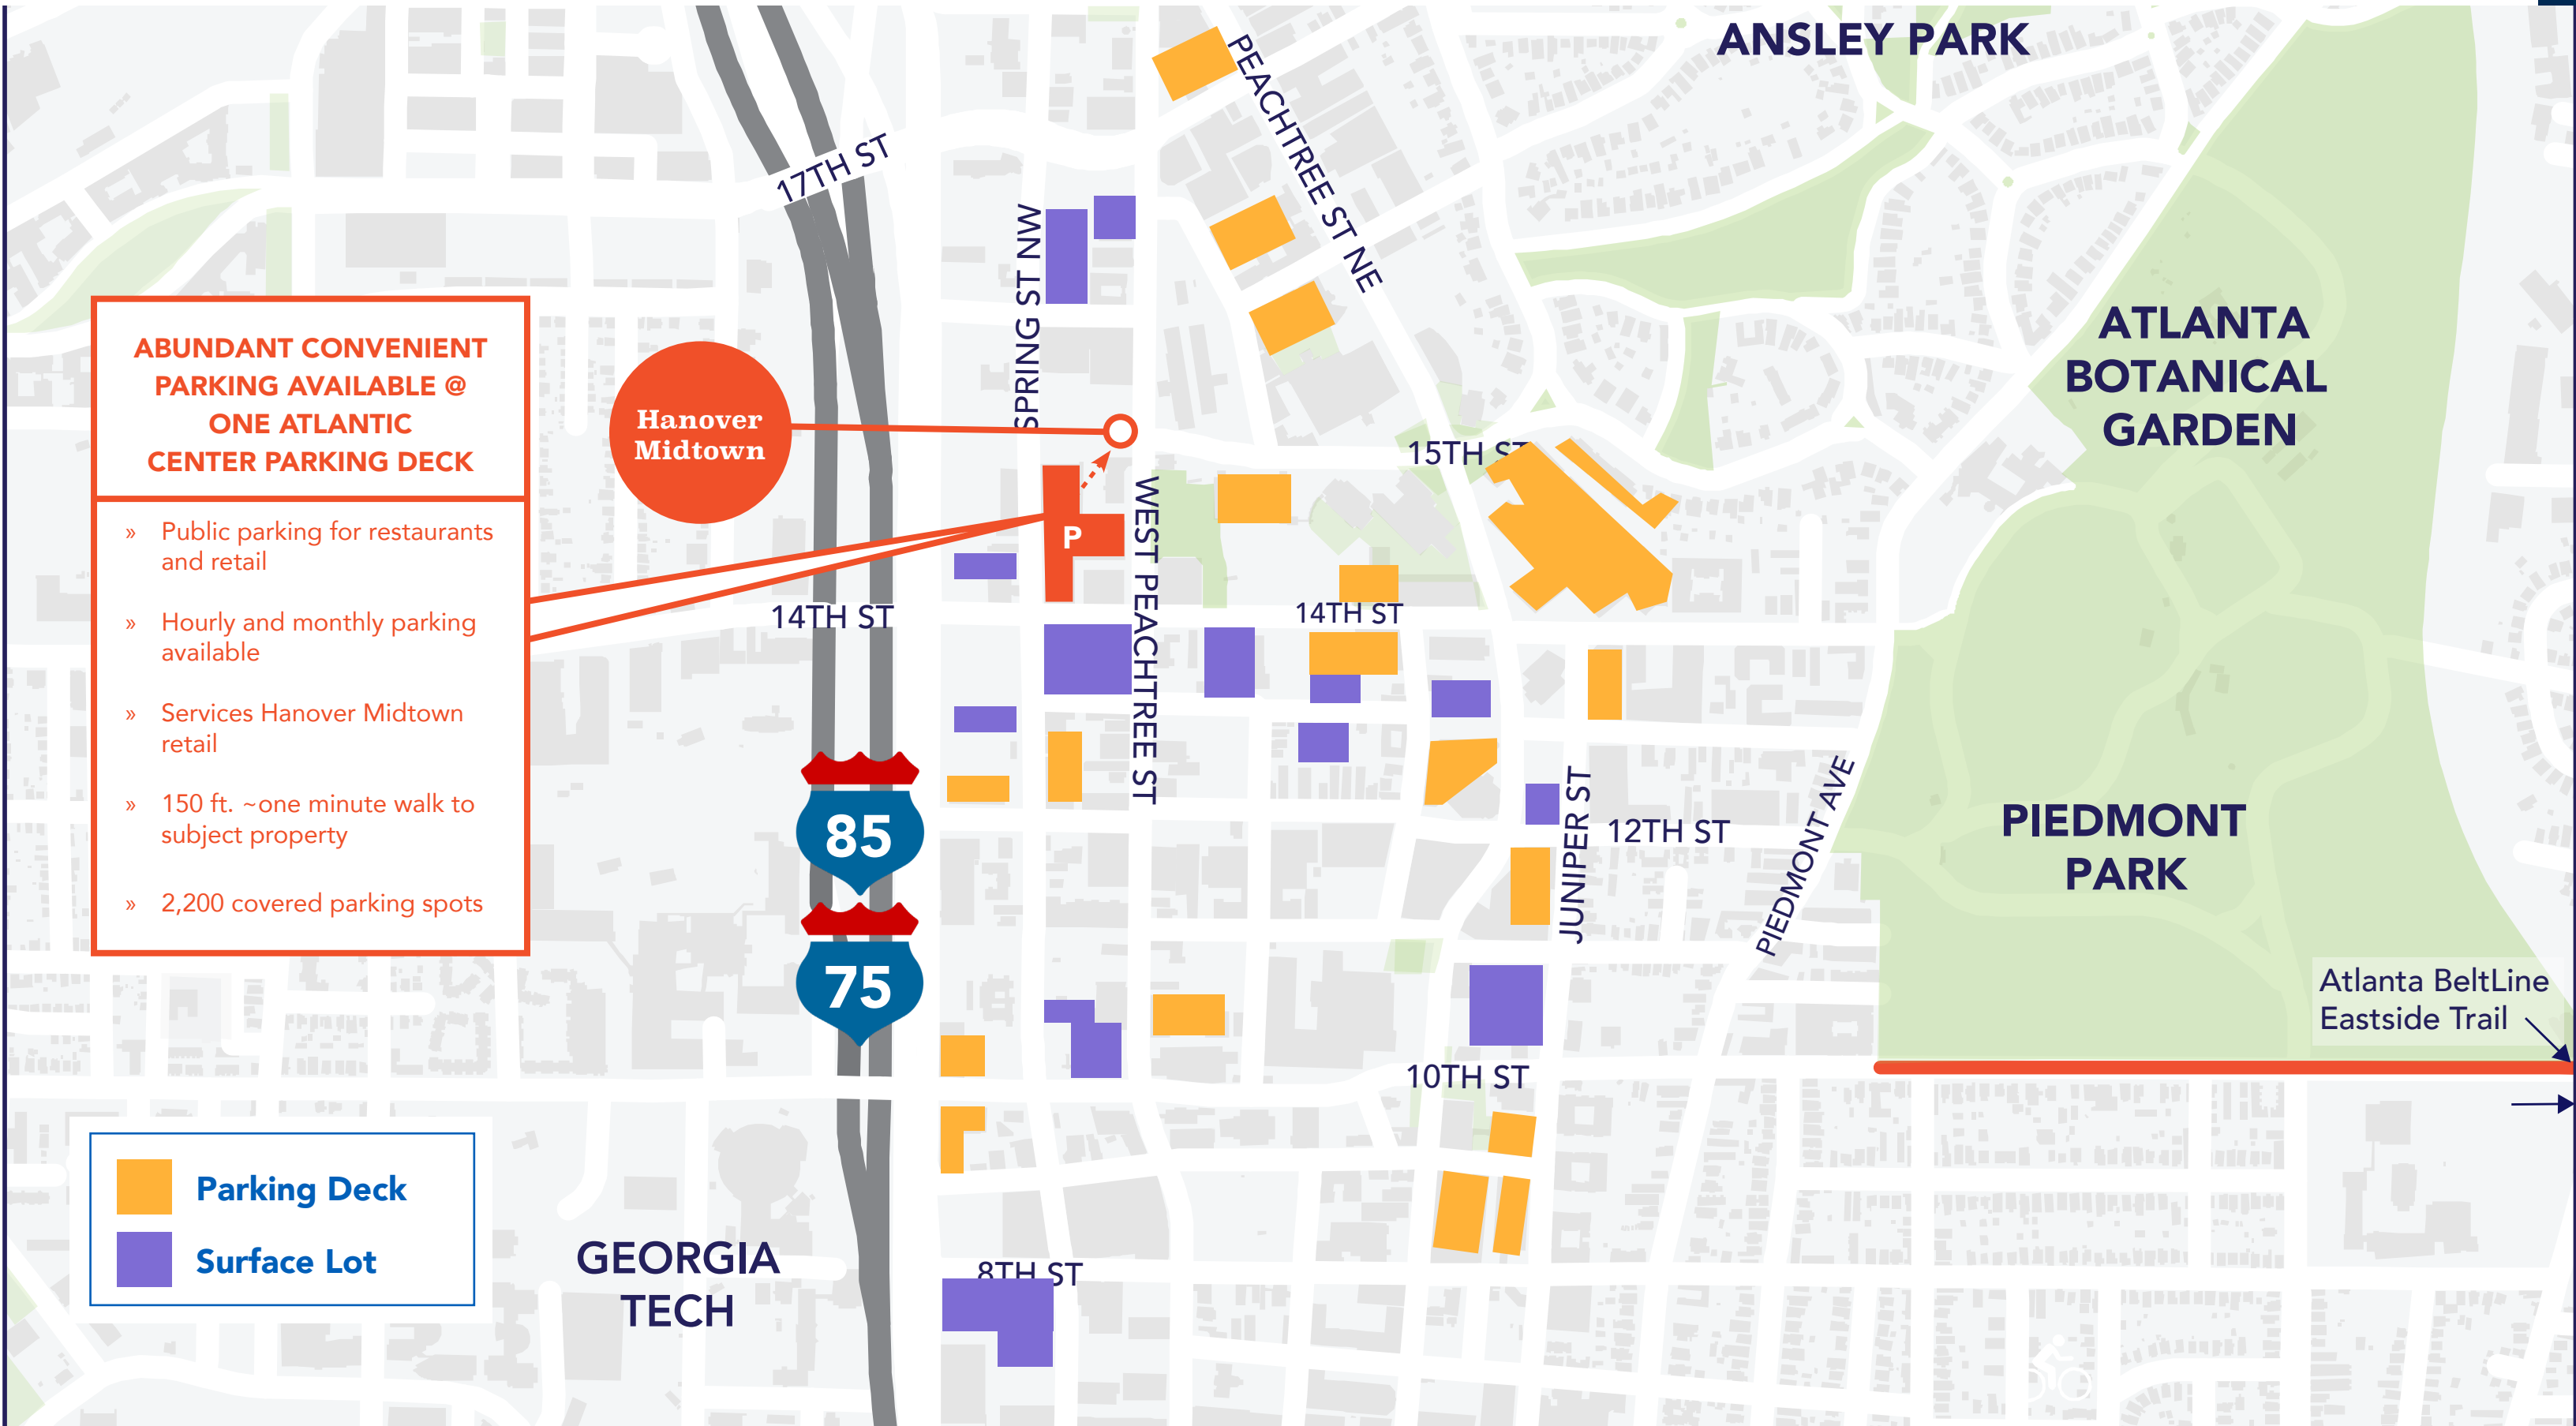 ANSLEY PARK
PEACHTREE ST NE
17TH ST
SPRING ST NW
ABUNDANT CONVENIENT
PARKING AVAILABLE @
ONE ATLANTIC
CENTER PARKING DECK
» Public parking for restaurants
and retail
» Hourly and monthly parking
available
» Services Hanover Midtown
retail
» 150 ft. ~one minute walk to
subject property
» 2,200 covered parking spots
Hanover
Midtown
ATLANTA
BOTANICAL
GARDEN
15TH ST
P
WEST PEACHTREE ST
14TH ST
14TH ST
85
75
JUNIPER ST
12TH ST
PIEDMONT AVE
PIEDMONT
PARK
Atlanta BeltLine
Eastside Trail
10TH ST
Parking Deck
Surface Lot
GEORGIA
TECH
8TH ST